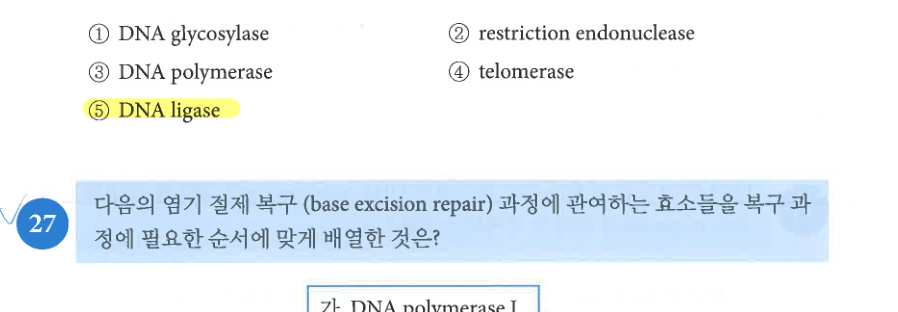 ① DNA glycosylase ② restriction endonuclease
③ DNA polymerase ④ telomerase
⑤ DNA ligase
27
다음의 염기 절제 복구 (base excision repair) 과정에 관여하는 효소들을 복구 과
정에 필요한 순서에 맞게 배열한 것은?
가. DNA polymerase I